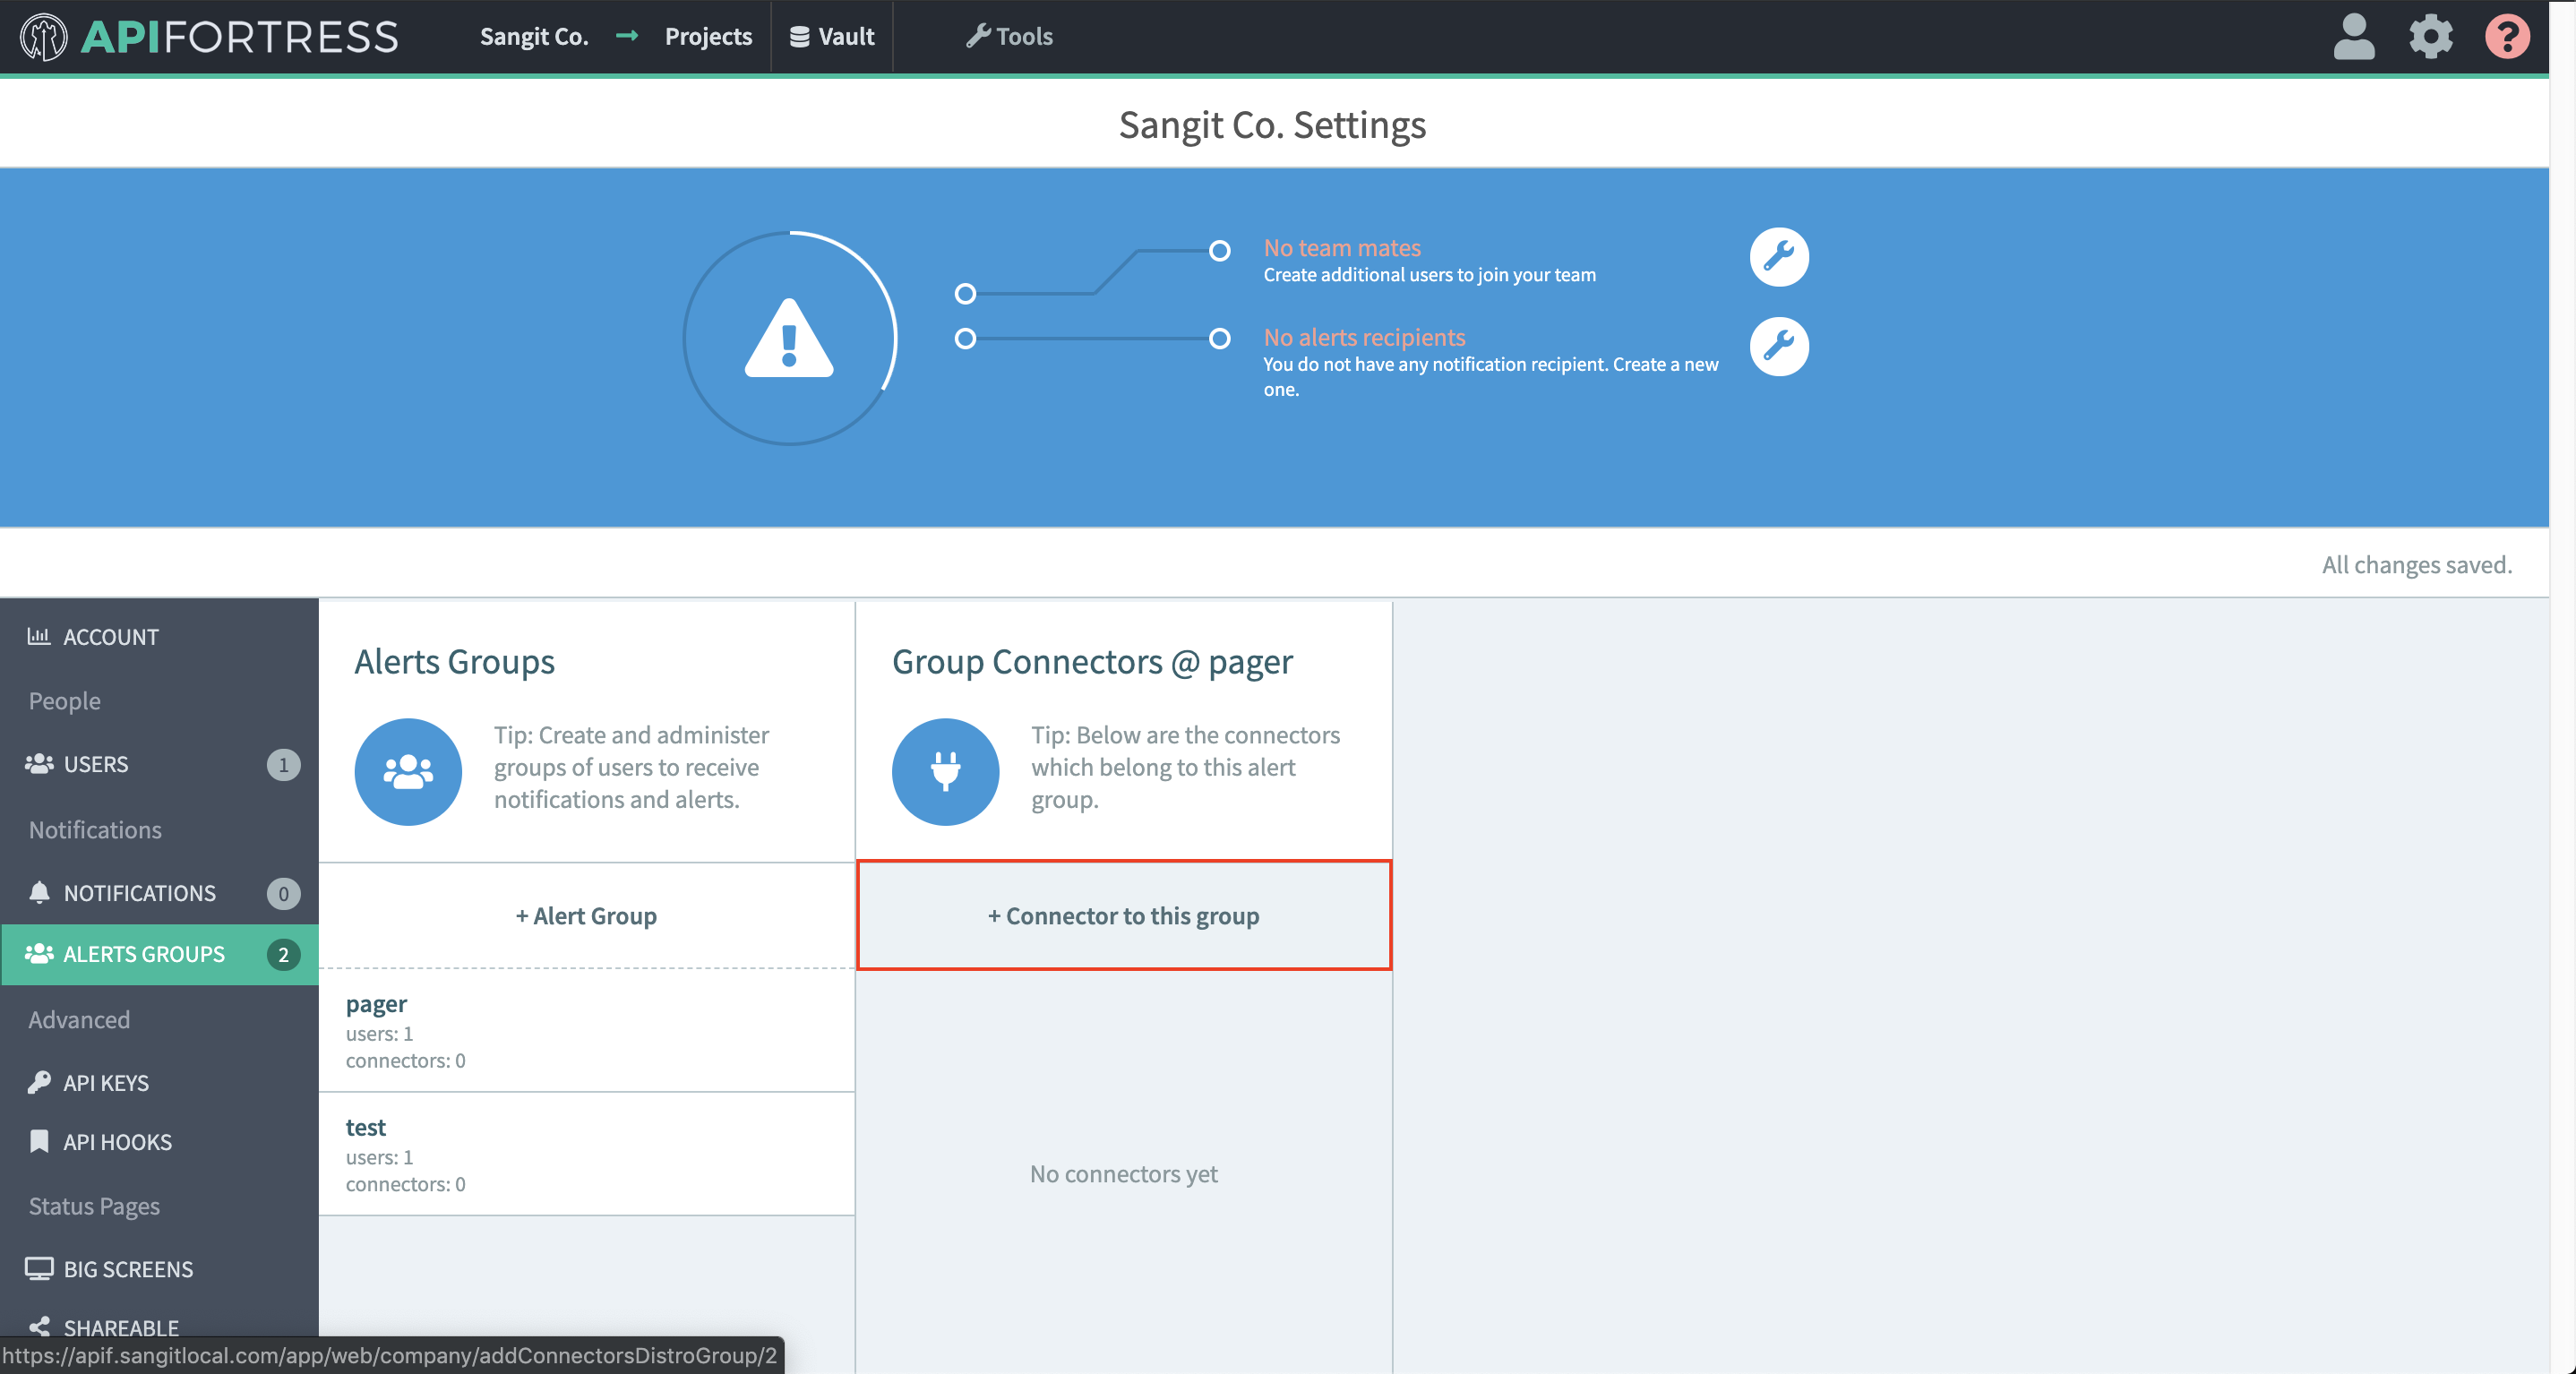 APIFORTRESS
Sangit Co. → Projects
Vault
Tools
?
Sangit Co. Settings
No team mates
Create additional users to join your team
No alerts recipients
You do not have any notification recipient. Create a new
one.
All changes saved.
ACCOUNT
People
USERS 1
Notifications
NOTIFICATIONS 0
ALERTS GROUPS 2
Advanced
API KEYS
API HOOKS
Status Pages
BIG SCREENS
SHAREABLE
Alerts Groups
Tip: Create and administer
groups of users to receive
notifications and alerts.
+ Alert Group
pager
users: 1
connectors: 0
test
users: 1
connectors: 0
Group Connectors @ pager
Tip: Below are the connectors
which belong to this alert
group.
+ Connector to this group
No connectors yet
https://apif.sangitlocal.com/app/web/company/addConnectorsDistroGroup/2